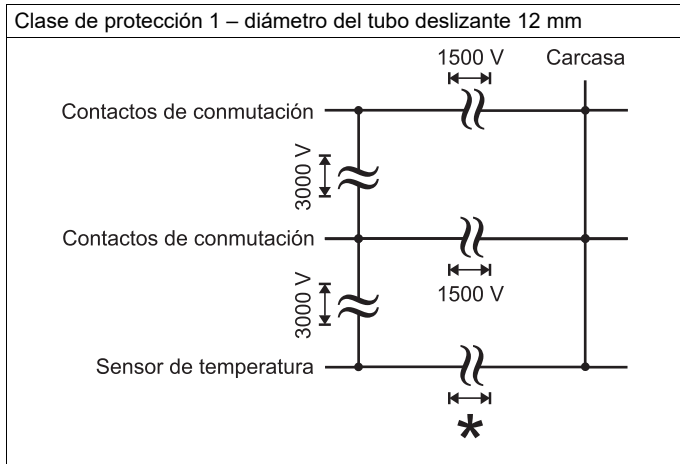 Clase de protección 1 – diámetro del tubo deslizante 12 mm
1500 V
Carcasa
Contactos de conmutación
3000 V
Contactos de conmutación
1500 V
3000 V
Sensor de temperatura
*